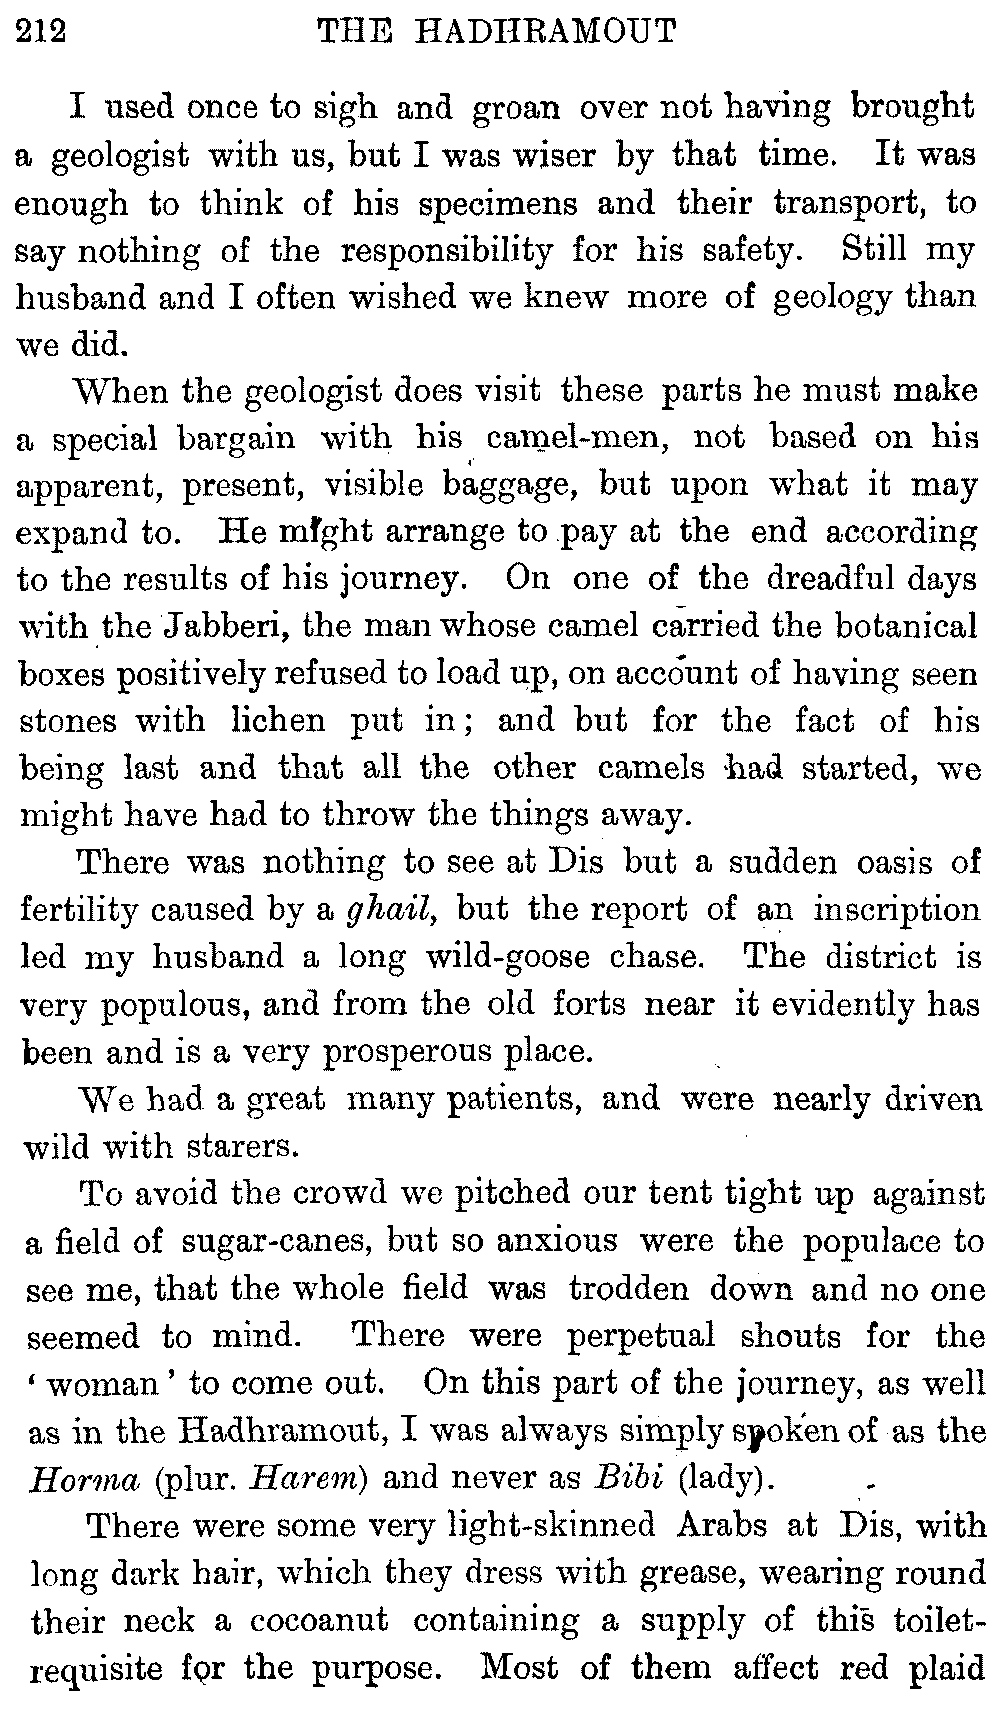 212 THE HADHRAMOUT
I used once to sigh and groan over not having brought
a geologist with us, but I was wiser by that time. It was
enough to think of his specimens and their transport, to
say nothing of the responsibility for his safety. Still my
husband and I often wished we knew more of geology than
we did.
When the geologist does visit these parts he must make
a special bargain with his camel-men, not based on his
apparent, present, visible baggage, but upon what it may
expand to. He might arrange to pay at the end according
to the results of his journey. On one of the dreadful days
with the Jabberi, the man whose camel carried the botanical
boxes positively refused to load up, on account of having seen
stones with lichen put in; and but for the fact of his
being last and that all the other camels had started, we
might have had to throw the things away.
There was nothing to see at Dis but a sudden oasis of
fertility caused by a ghail, but the report of an inscription
led my husband a long wild-goose chase. The district is
very populous, and from the old forts near it evidently has
been and is a very prosperous place.
We had a great many patients, and were nearly driven
wild with starers.
To avoid the crowd we pitched our tent tight up against
a field of sugar-canes, but so anxious were the populace to
see me, that the whole field was trodden down and no one
seemed to mind. There were perpetual shouts for the
' woman ' to come out. On this part of the journey, as well
as in the Hadhramout, I was always simply spoken of as the
Horma (plur. Harem) and never as Bibi (lady).
There were some very light-skinned Arabs at Dis, with
long dark hair, which they dress with grease, wearing round
their neck a cocoanut containing a supply of this toilet-
requisite for the purpose. Most of them affect red plaid